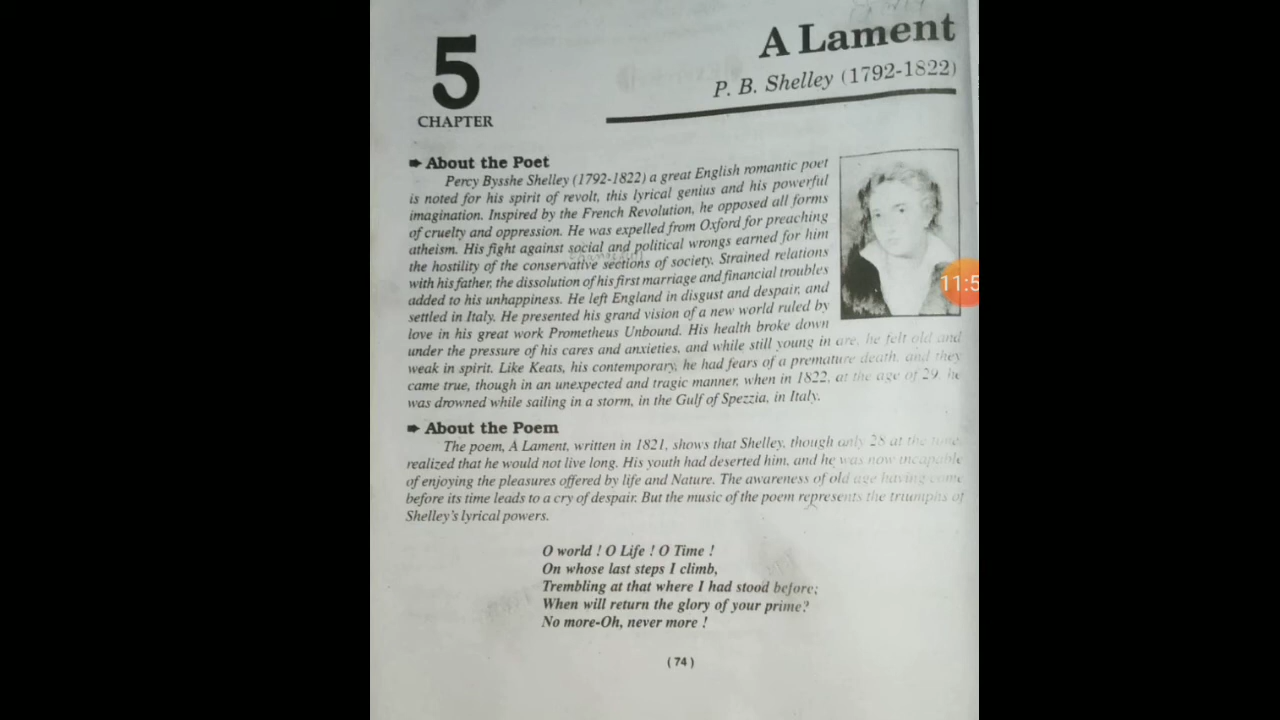 5
CHAPTER
A Lament
P. B. Shelley (1792-1822)
➨ About the Poet
Percy Bysshe Shelley (1792-1822) a great English romantic poet
is noted for his spirit of revolt, this lyrical genius and his powerful
imagination. Inspired by the French Revolution, he opposed all forms
of cruelty and oppression. He was expelled from Oxford for preaching
atheism. His fight against social and political wrongs earned for him
the hostility of the conservative sections of society. Strained relations
with his father, the dissolution of his first marriage and financial troubles
added to his unhappiness. He left England in disgust and despair, and
settled in Italy. He presented his grand vision of a new world ruled by
love in his great work Prometheus Unbound. His health broke down
under the pressure of his cares and anxieties, and while still young in are, he felt old and
weak in spirit. Like Keats, his contemporary, he had fears of a premature death, and they
came true, though in an unexpected and tragic manner, when in 1822, at the age of 29, he
was drowned while sailing in a storm, in the Gulf of Spezzia, in Italy.
➨ About the Poem
The poem, A Lament, written in 1821, shows that Shelley, though only 28 at the time,
realized that he would not live long. His youth had deserted him, and he was now incapable
of enjoying the pleasures offered by life and Nature. The awareness of old age having come
before its time leads to a cry of despair. But the music of the poem represents the triumphs of
Shelley's lyrical powers.
O world ! O Life ! O Time !
On whose last steps I climb,
Trembling at that where I had stood before;
When will return the glory of your prime?
No more-Oh, never more !
(74)
11:5